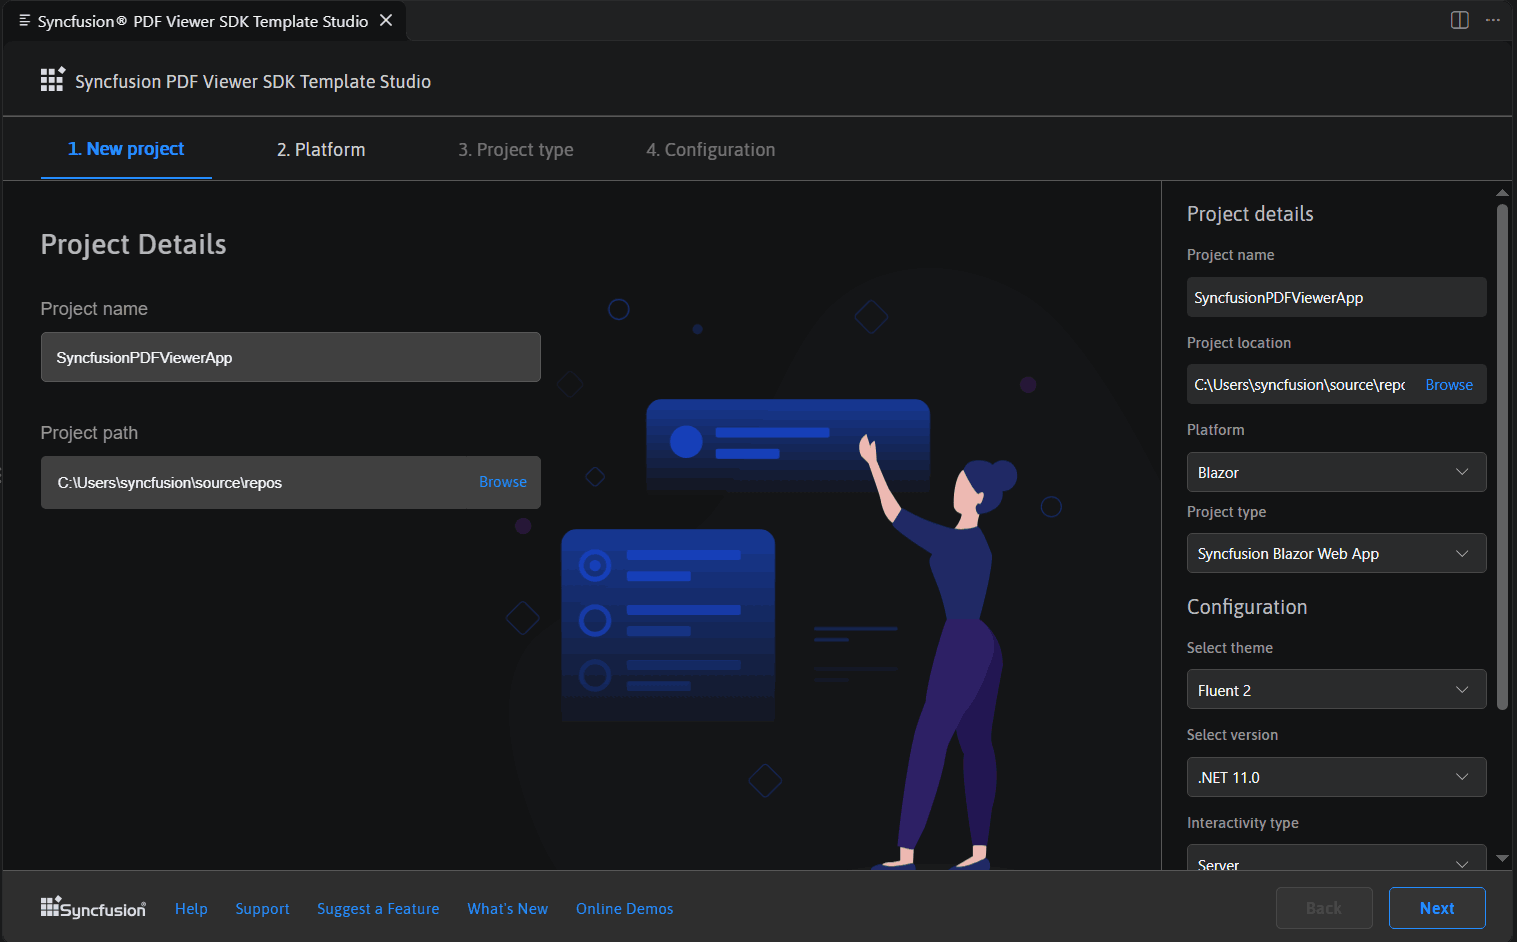 Syncfusion® PDF Viewer SDK Template Studio
Syncfusion PDF Viewer SDK Template Studio
1. New project
2. Platform
3. Project type
4. Configuration
Project Details
Project name
SyncfusionPDFViewerApp
Project path
C:\Users\syncfusion\source\repos
Browse
Project details
Project name
SyncfusionPDFViewerApp
Project location
C:\Users\syncfusion\source\repo
Browse
Platform
Blazor
Project type
Syncfusion Blazor Web App
Configuration
Select theme
Fluent 2
Select version
.NET 11.0
Interactivity type
Server
Syncfusion®
Help
Support
Suggest a Feature
What's New
Online Demos
Back
Next